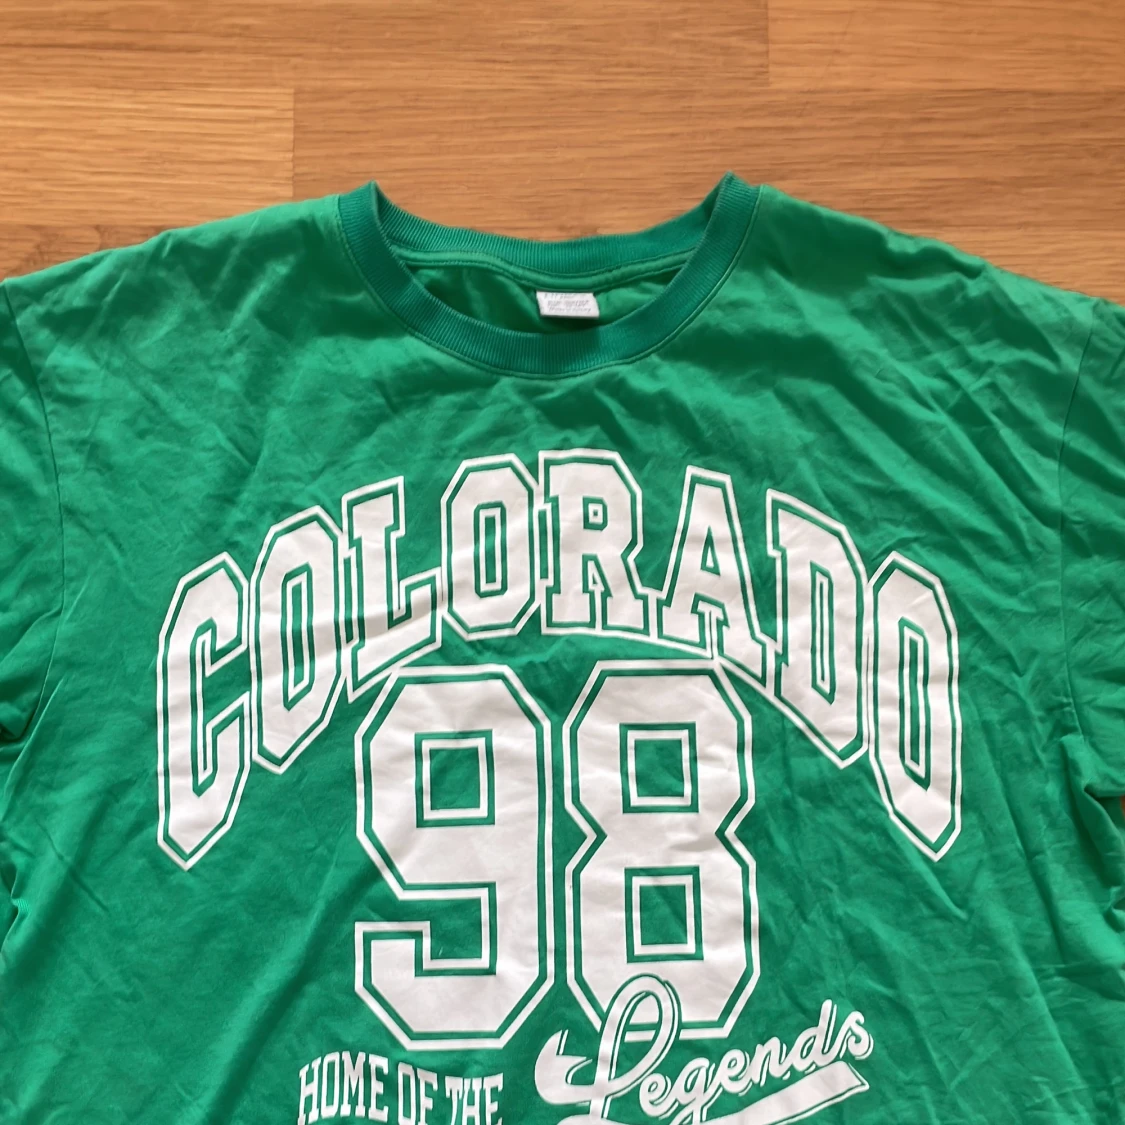 COLORADO
98
HOME OF THE
Legends